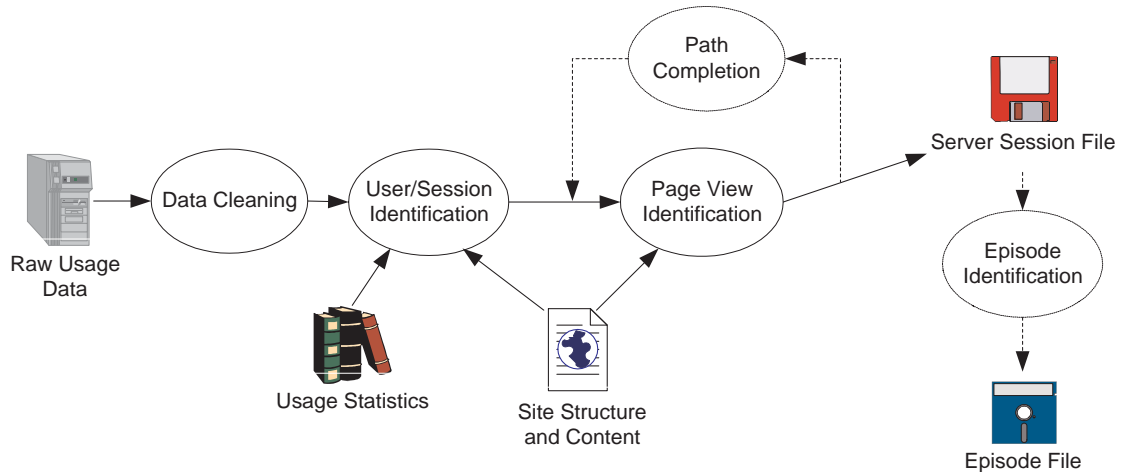 Path
Completion
Server Session File
Data Cleaning
User/Session
Identification
Page View
Identification
Raw Usage
Data
Episode
Identification
Usage Statistics
Site Structure
and Content
Episode File